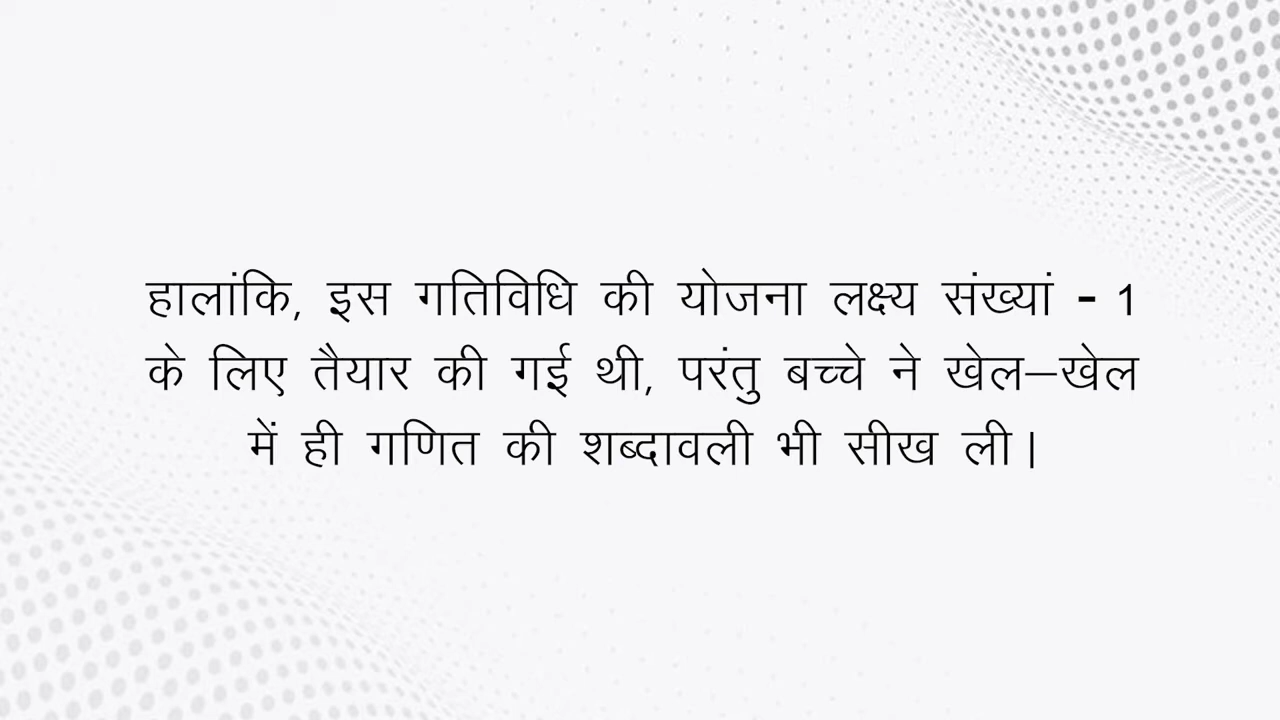 हालांकि, इस गतिविधि की योजना लक्ष्य संख्यां - 1
के लिए तैयार की गई थी, परंतु बच्चे ने खेल–खेल
में ही गणित की शब्दावली भी सीख ली।